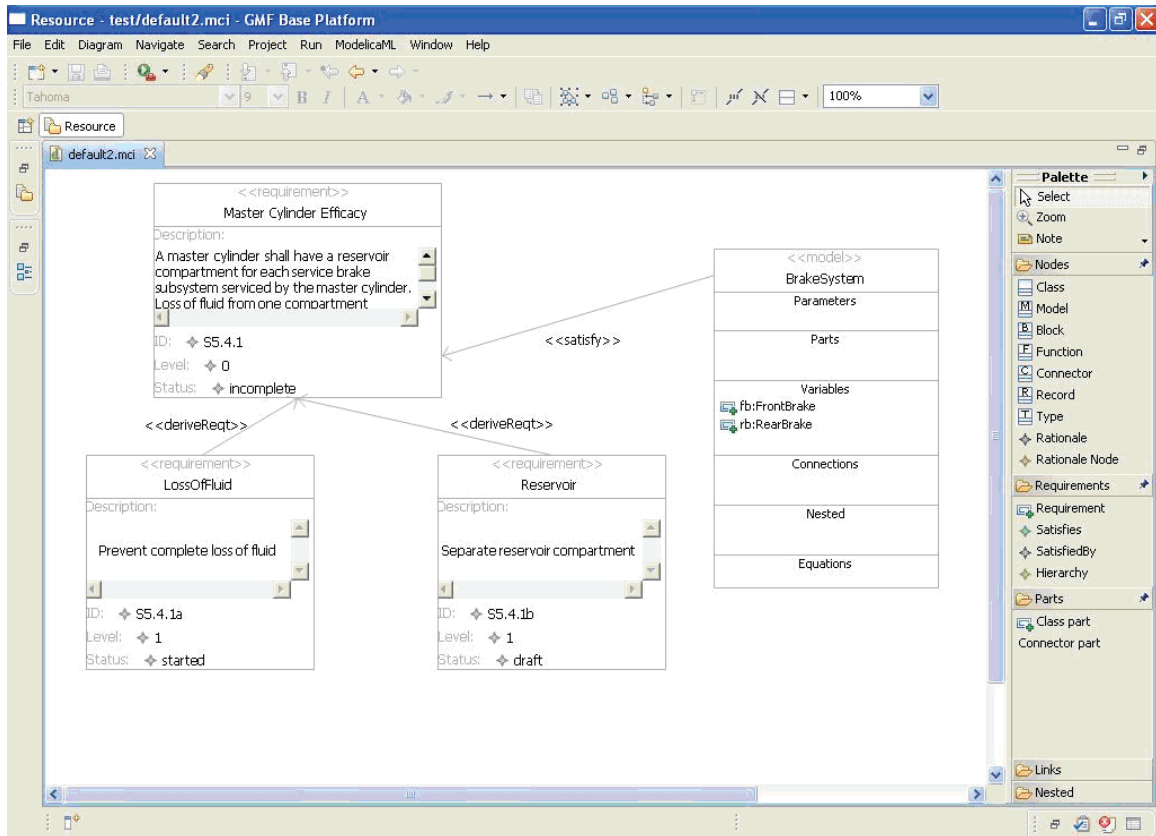 Resource - test/default2.mci - GMF Base Platform
File Edit Diagram Navigate Search Project Run ModelicaML Window Help
Tahoma 9 B I A 100%
Resource
default2.mci
<<requirement>>
Master Cylinder Efficacy
Description:
A master cylinder shall have a reservoir
compartment for each service brake
subsystem serviced by the master cylinder.
Loss of fluid from one compartment
ID: S5.4.1
Level: 0
Status: incomplete
<<satisfy>>
<<deriveReqt>>
<<deriveReqt>>
<<requirement>>
LossOfFluid
Description:
Prevent complete loss of fluid
ID: S5.4.1a
Level: 1
Status: started
<<requirement>>
Reservoir
Description:
Separate reservoir compartment
ID: S5.4.1b
Level: 1
Status: draft
<<model>>
BrakeSystem
Parameters
Parts
Variables
fb:FrontBrake
rb:RearBrake
Connections
Nested
Equations
Palette
Select
Zoom
Note
Nodes
Class
M Model
B Block
F Function
C Connector
R Record
T Type
Rationale
Rationale Node
Requirements
Requirement
Satisfies
SatisfiedBy
Hierarchy
Parts
Class part
Connector part
Links
Nested